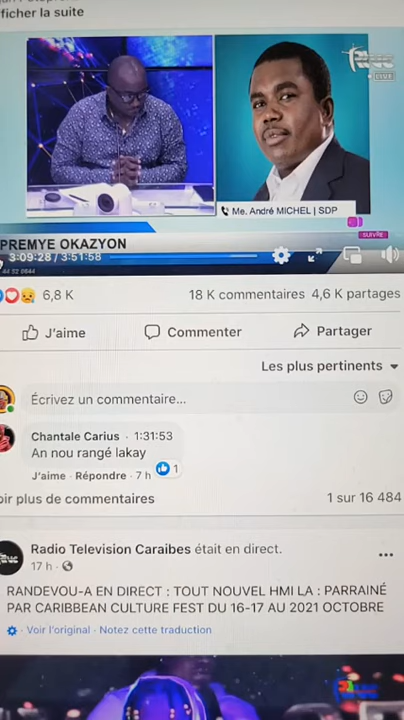 fficher la suite
LIVE
Me. André MICHEL | SDP
SUIVRE
PREMYE OKAZYON
3:09:28 / 3:51:58
6,8 K
18 K commentaires 4,6 K partages
J'aime
Commenter
Partager
Les plus pertinents
Écrivez un commentaire...
Chantale Carius · 1:31:53
An nou rangé lakay
J'aime · Répondre · 7 h
1
oir plus de commentaires
1 sur 16 484
Radio Television Caraibes était en direct.
17 h ·
RANDEVOU-A EN DIRECT : TOUT NOUVEL HMI LA : PARRAINÉ
PAR CARIBBEAN CULTURE FEST DU 16-17 AU 2021 OCTOBRE
· Voir l'original · Notez cette traduction